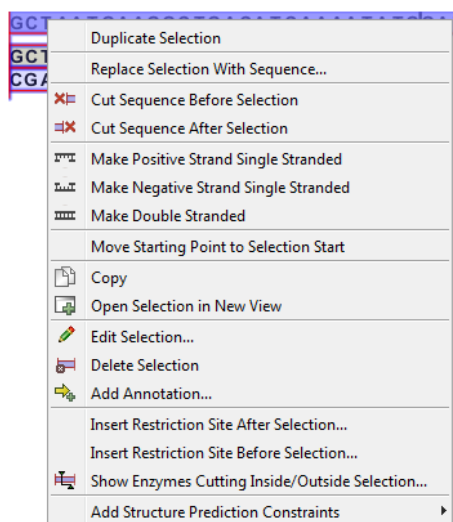 GCT
Duplicate Selection
GCT
Replace Selection With Sequence...
CGA
Cut Sequence Before Selection
Cut Sequence After Selection
Make Positive Strand Single Stranded
Make Negative Strand Single Stranded
Make Double Stranded
Move Starting Point to Selection Start
Copy
Open Selection in New View
Edit Selection...
Delete Selection
Add Annotation...
Insert Restriction Site After Selection...
Insert Restriction Site Before Selection...
Show Enzymes Cutting Inside/Outside Selection...
Add Structure Prediction Constraints